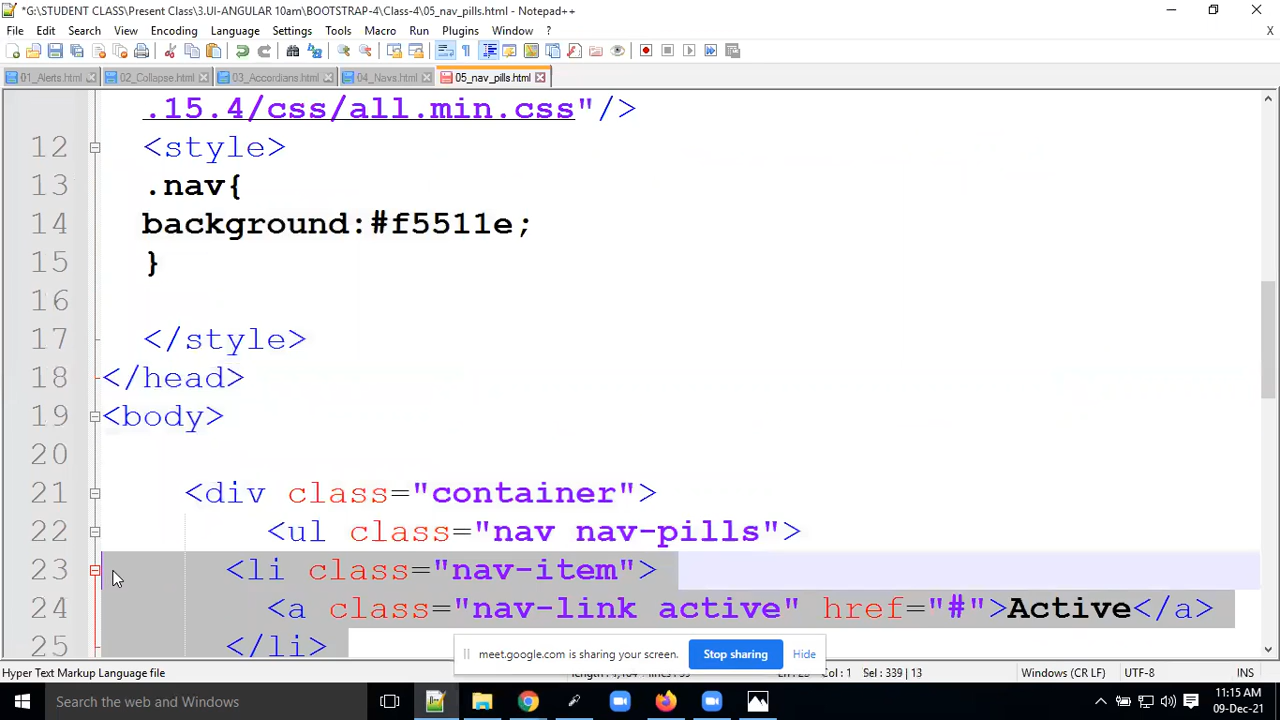 *G:\STUDENT CLASS\Present Class\3.UI-ANGULAR 10am\BOOTSTRAP-4\Class-4\05_nav_pills.html - Notepad++
File Edit Search View Encoding Language Settings Tools Macro Run Plugins Window ?
X
01_Alerts.html 02_Collapse.html 03_Accordians.html 04_Navs.html 05_nav_pills.html
.15.4/css/all.min.css"/>
12 <style>
13 .nav{
14 background:#f5511e;
15 }
16
17 </style>
18 </head>
19 <body>
20
21 <div class="container">
22 <ul class="nav nav-pills">
23 <li class="nav-item">
24 <a class="nav-link active" href="#">Active</a>
25 </li>
meet.google.com is sharing your screen. Stop sharing Hide
Hyper Text Markup Language file Sel : 339 | 13 Windows (CR LF) UTF-8 INS
Search the web and Windows
11:15 AM
09-Dec-21